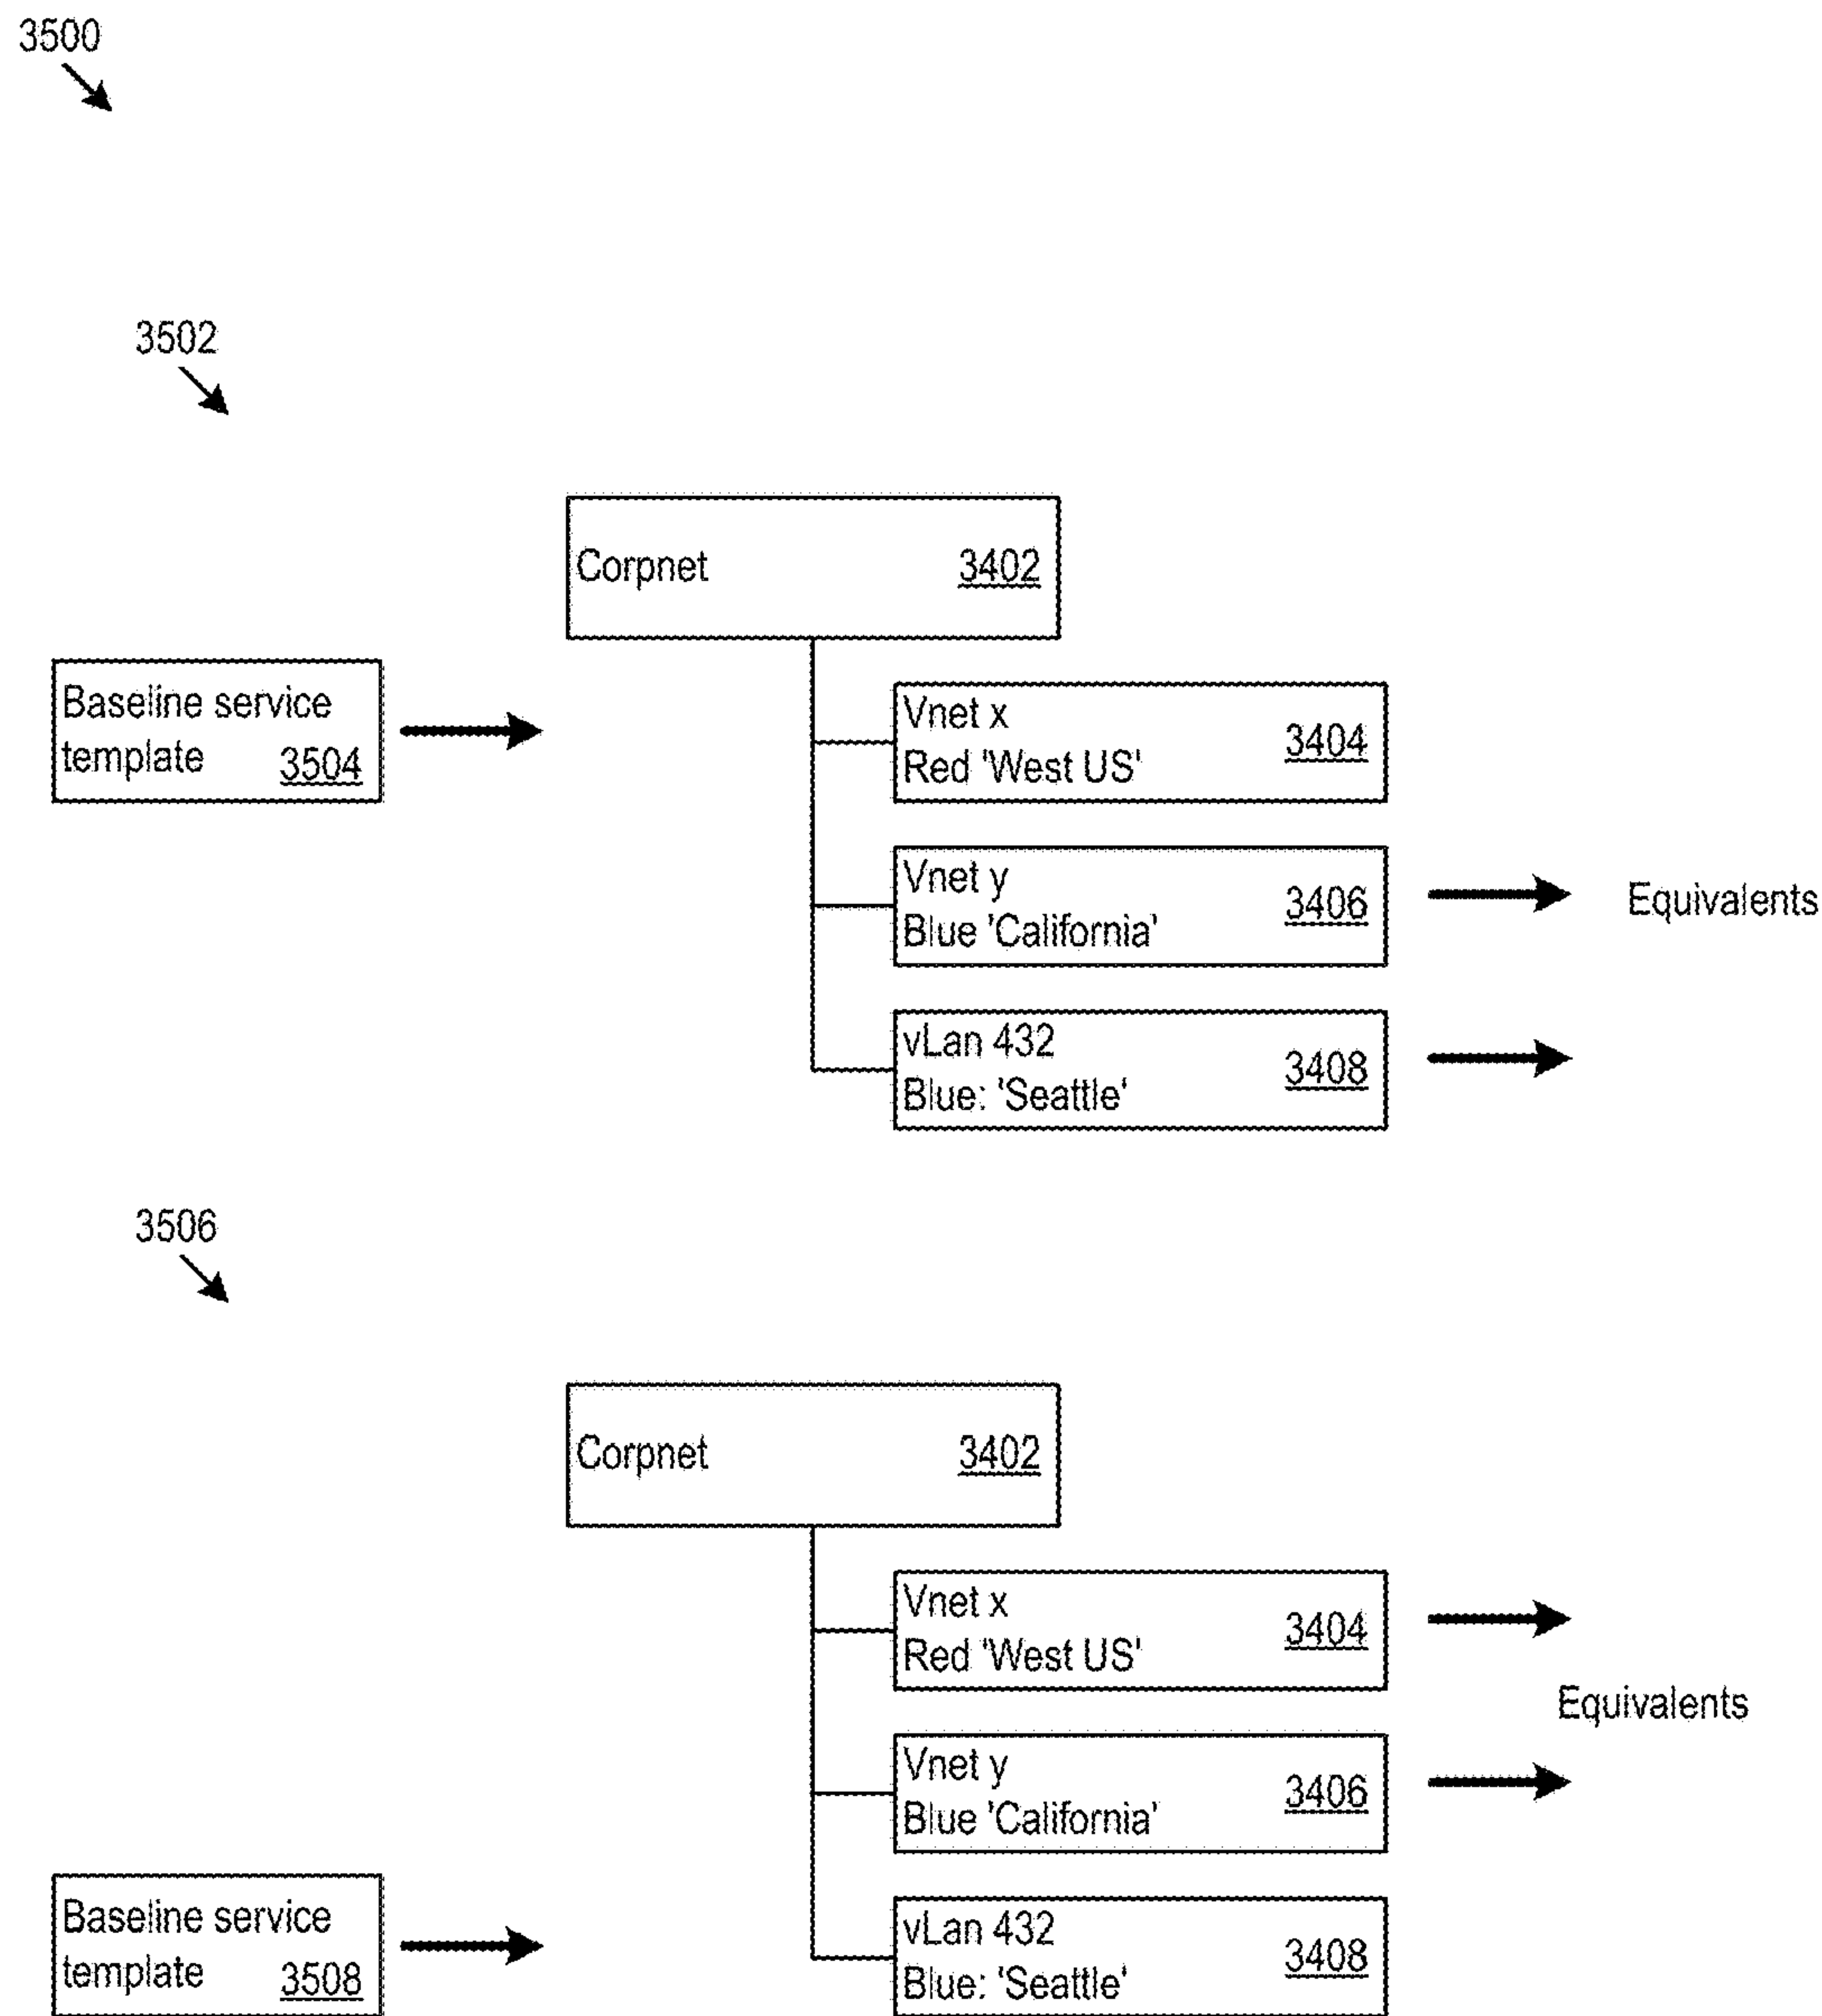 3500
3502
Corpnet 3402
Baseline service
template 3504
Vnet x
Red 'West US' 3404
Vnet y
Blue 'California' 3406
Equivalents
vLan 432
Blue: 'Seattle' 3408
3506
Corpnet 3402
Vnet x
Red 'West US' 3404
Equivalents
Vnet y
Blue 'California' 3406
Baseline service
template 3508
vLan 432
Blue: 'Seattle' 3408